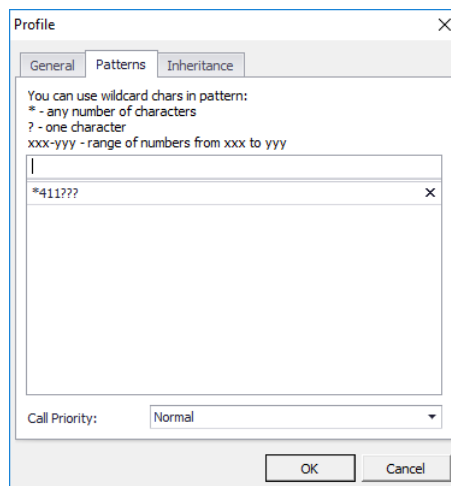 Profile
General Patterns Inheritance
You can use wildcard chars in pattern:
* - any number of characters
? - one character
xxx-yyy - range of numbers from xxx to yyy
*411???
Call Priority: Normal
OK Cancel